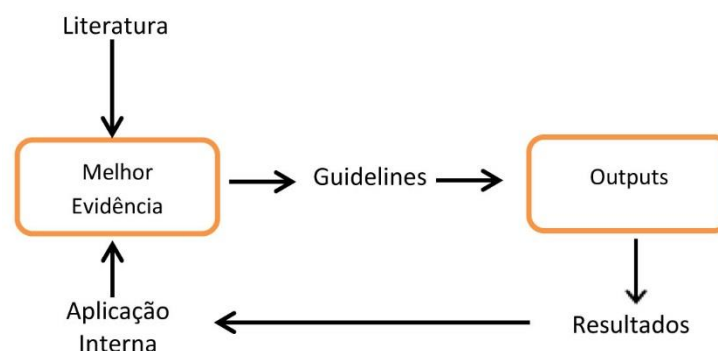 Literatura
Melhor
Evidência
Guidelines
Outputs
Aplicação
Interna
Resultados